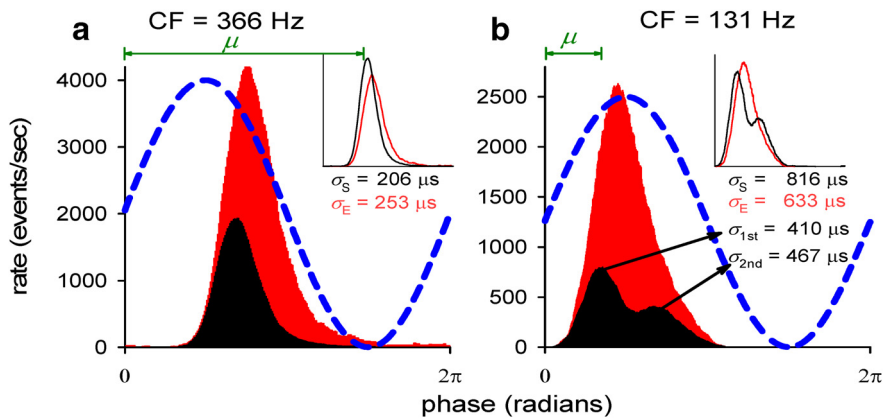 a
CF = 366 Hz
μ
4000
3000
2000
1000
0
rate (events/sec)
σS = 206 μs
σE = 253 μs
0
2π
b
CF = 131 Hz
μ
2500
2000
1500
1000
500
0
σS = 816 μs
σE = 633 μs
σ1st = 410 μs
σ2nd = 467 μs
0
2π
phase (radians)